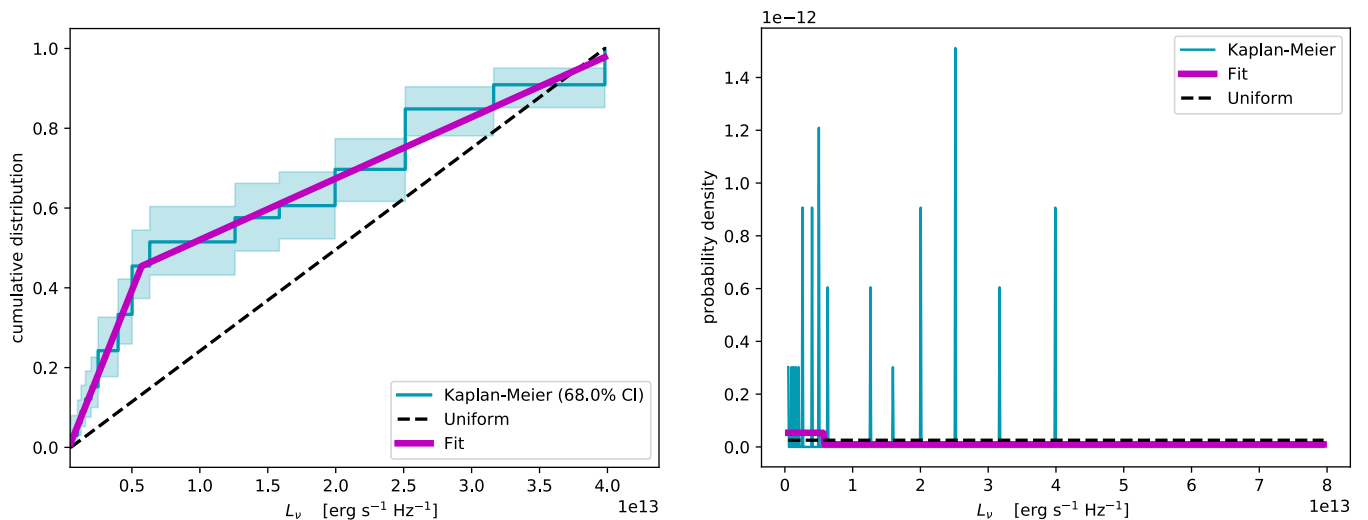 1.0
0.8
0.6
0.4
0.2
0.0
cumulative distribution
0.5 1.0 1.5 2.0 2.5 3.0 3.5 4.0
1e13
Lν [erg s⁻¹ Hz⁻¹]
Kaplan-Meier (68.0% CI)
Uniform
Fit
1e−12
1.4
1.2
1.0
0.8
0.6
0.4
0.2
0.0
probability density
0 1 2 3 4 5 6 7 8
1e13
Lν [erg s⁻¹ Hz⁻¹]
Kaplan-Meier
Fit
Uniform